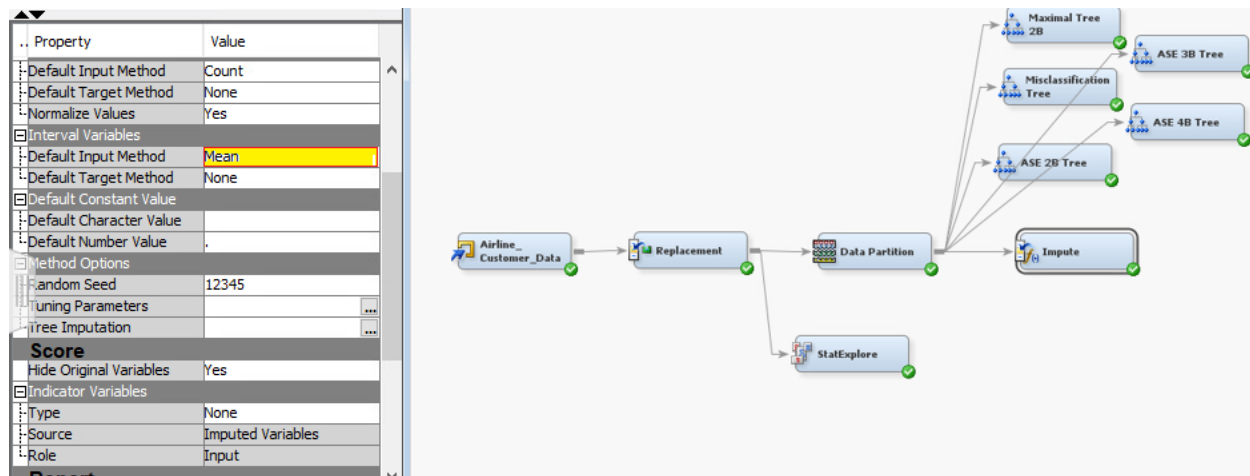 .. Property Value
Default Input Method Count
Default Target Method None
Normalize Values Yes
Interval Variables
Default Input Method Mean
Default Target Method None
Default Constant Value
Default Character Value
Default Number Value .
Method Options
Random Seed 12345
Tuning Parameters ...
Tree Imputation ...
Score
Hide Original Variables Yes
Indicator Variables
Type None
Source Imputed Variables
Role Input
Report
Maximal Tree
2B
ASE 3B Tree
Misclassification
Tree
ASE 4B Tree
ASE 2B Tree
Airline_
Customer_Data
Replacement
Data Partition
Impute
StatExplore